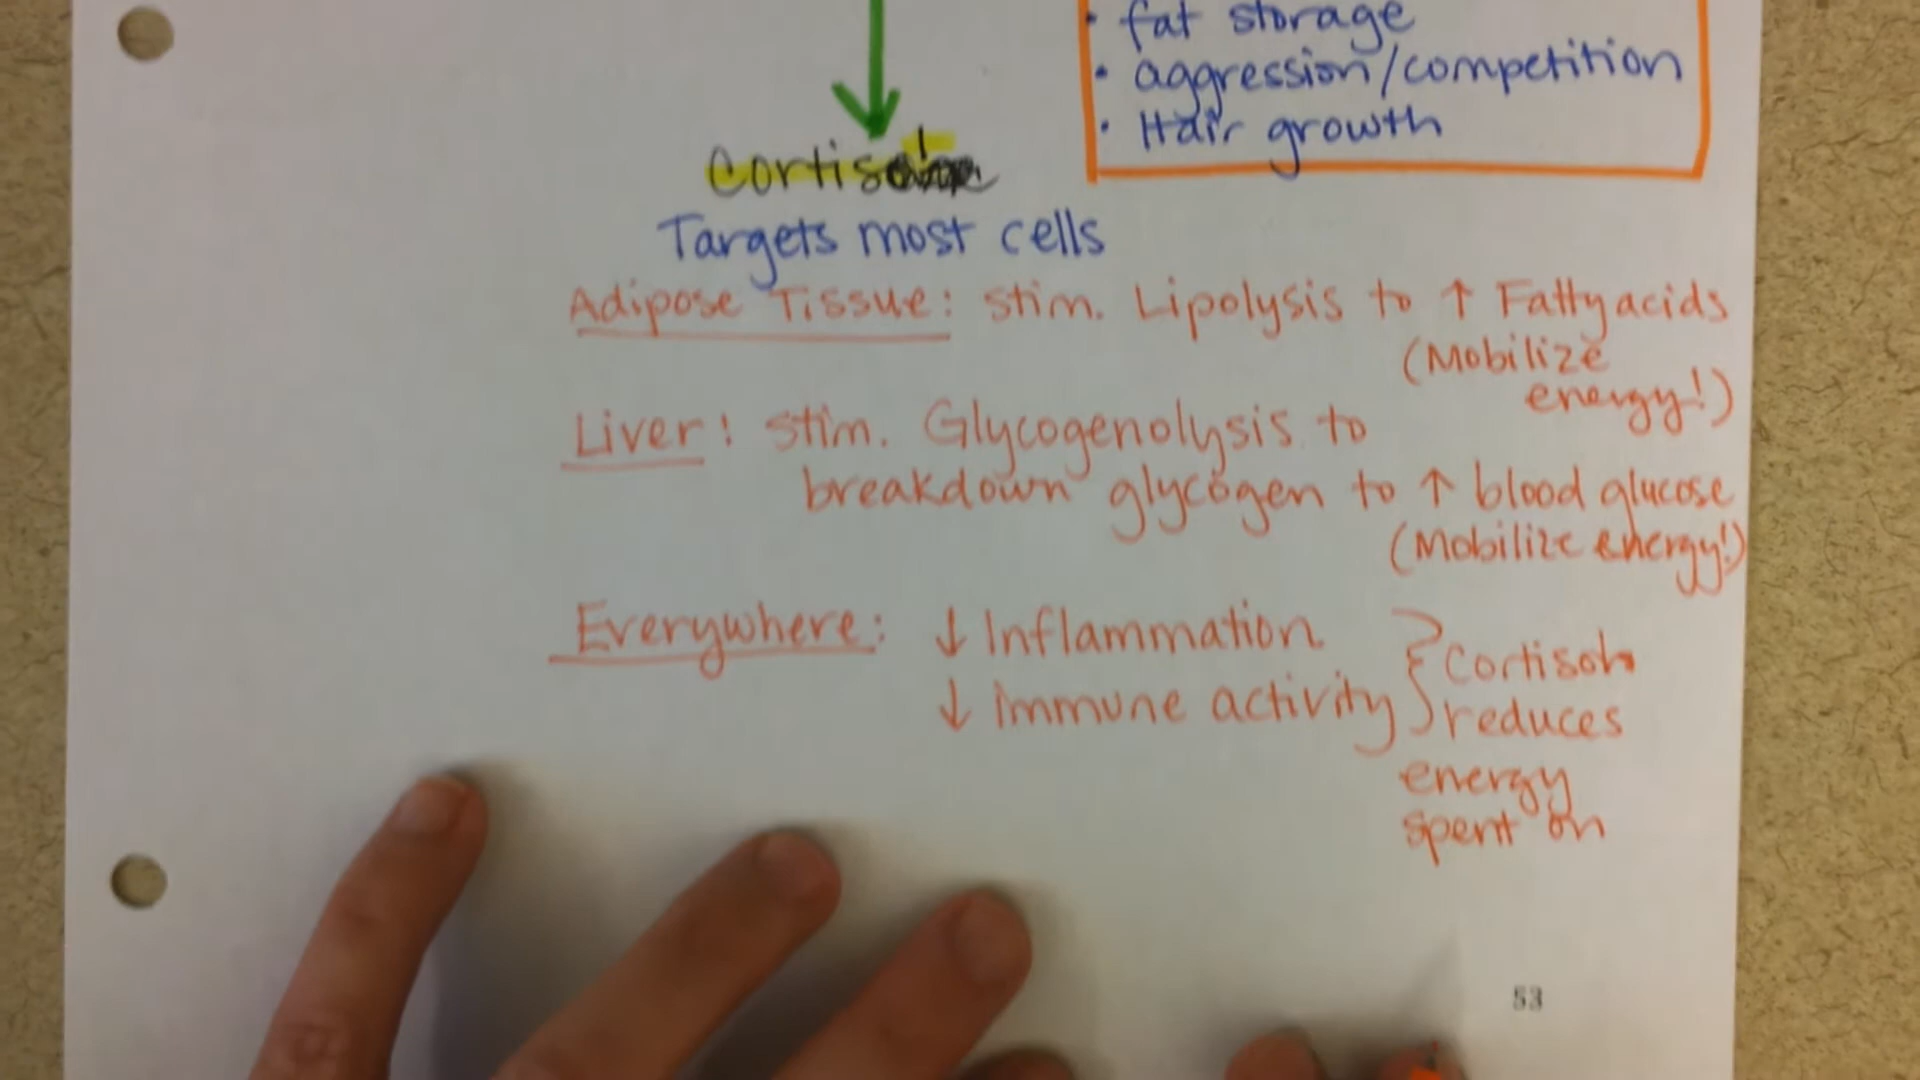 • fat storage
• aggression/competition
• Hair growth
Cortisol
Targets most cells
Adipose Tissue: stim. Lipolysis to ↑ Fatty acids
(Mobilize
energy!)
Liver: stim. Glycogenolysis to
breakdown glycogen to ↑ blood glucose
(Mobilize energy!)
Everywhere: ↓ Inflammation
↓ Immune activity
} Cortisol
reduces
energy
spent on
53